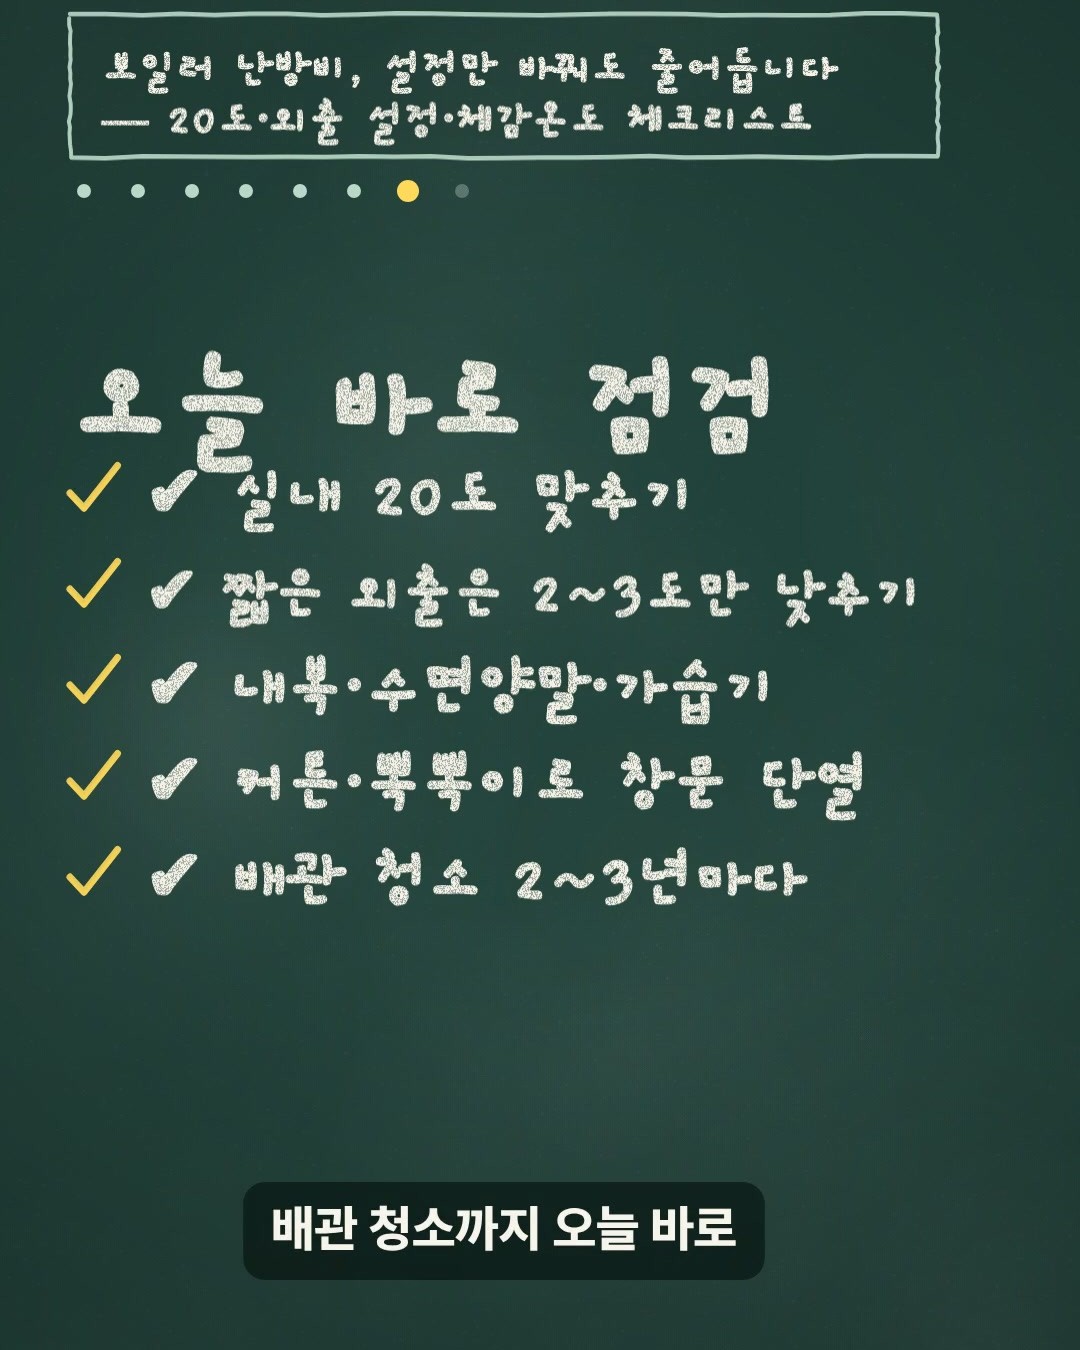 보일러 난방비, 설정만 바꿔도 줄어듭니다
— 20도·외출 설정·체감온도 체크리스트
오늘 바로 점검
✓ ✔ 실내 20도 맞추기
✓ ✔ 짧은 외출은 2~3도만 낮추기
✓ ✔ 내복·수면양말·가습기
✓ ✔ 커튼·뽁뽁이로 창문 단열
✓ ✔ 배관 청소 2~3년마다
배관 청소까지 오늘 바로